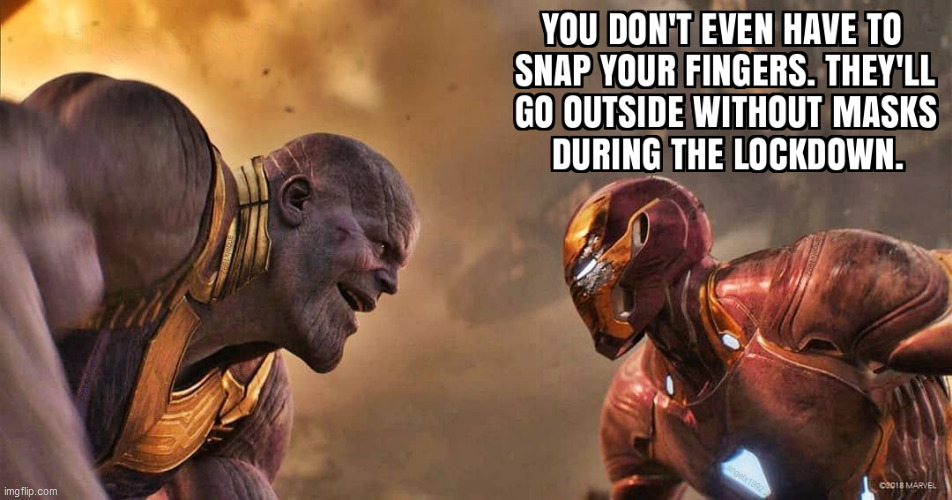 YOU DON'T EVEN HAVE TO
SNAP YOUR FINGERS. THEY'LL
GO OUTSIDE WITHOUT MASKS
DURING THE LOCKDOWN.
©2018 MARVEL
imgflip.com